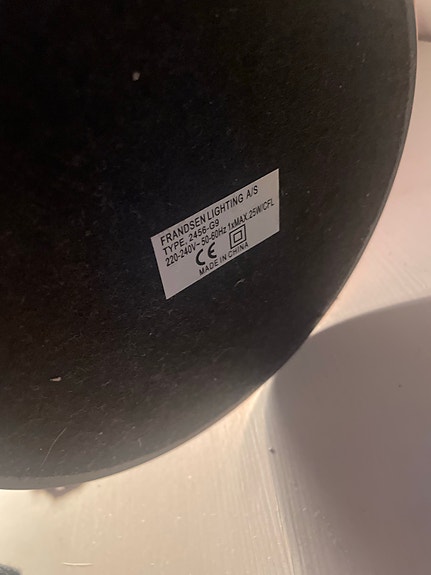 FRANDSEN LIGHTING A/S
TYPE. 2456-G9
220-240V~50-60Hz 1xMAX.25W/CFL
CE
MADE IN CHINA